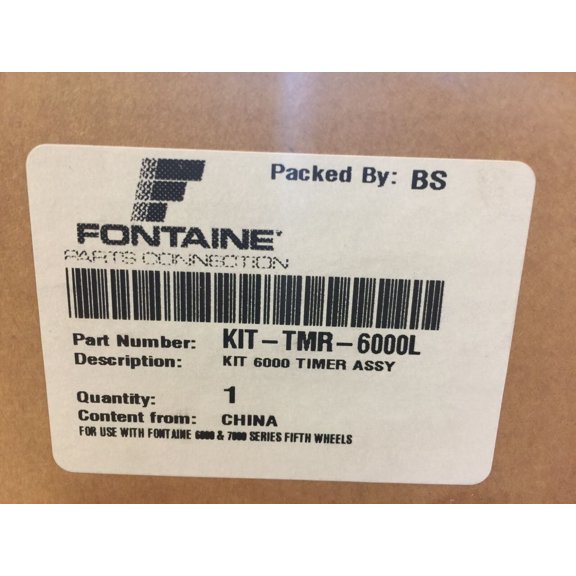 Packed By: BS
FONTAINE
PARTS CONNECTION
Part Number: KIT-TMR-6000L
Description: KIT 6000 TIMER ASSY
Quantity: 1
Content from: CHINA
FOR USE WITH FONTAINE 6000 & 7000 SERIES FIFTH WHEELS